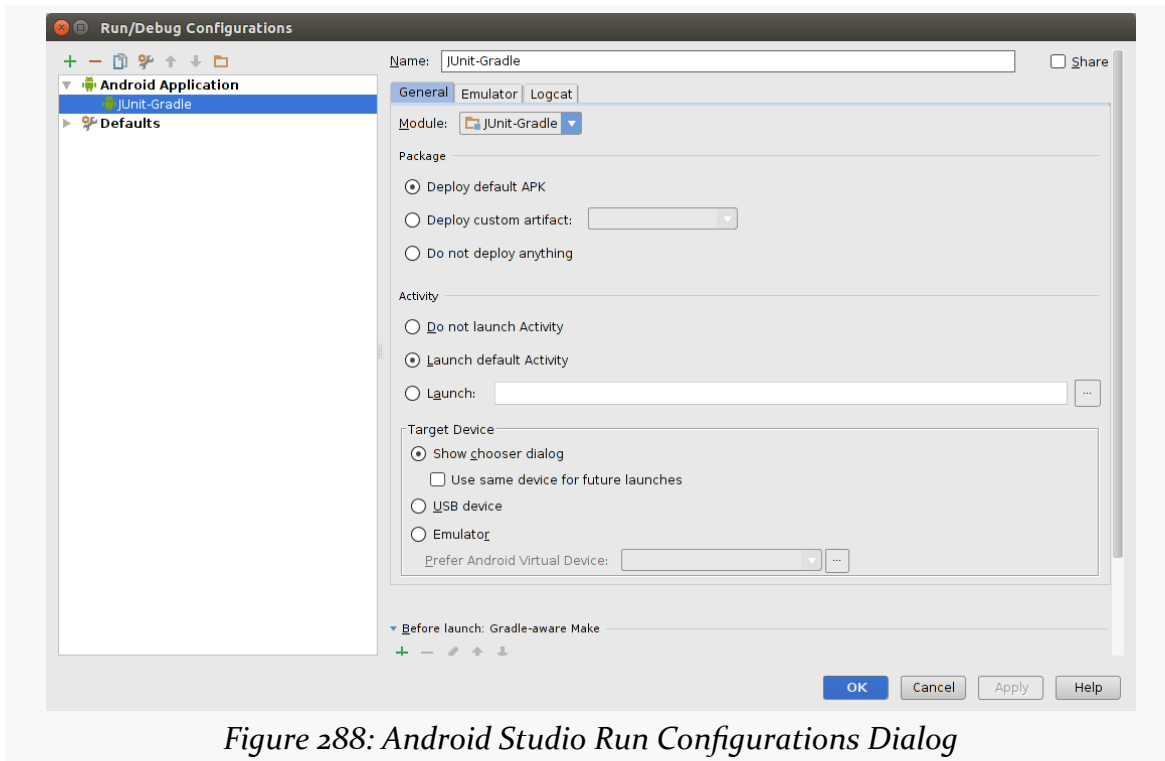 Run/Debug Configurations
Name: JUnit-Gradle
Share
Android Application
JUnit-Gradle
Defaults
General Emulator Logcat
Module: JUnit-Gradle
Package
Deploy default APK
Deploy custom artifact:
Do not deploy anything
Activity
Do not launch Activity
Launch default Activity
Launch:
...
Target Device
Show chooser dialog
Use same device for future launches
USB device
Emulator
Prefer Android Virtual Device:
...
Before launch: Gradle-aware Make
OK Cancel Apply Help
Figure 288: Android Studio Run Configurations Dialog